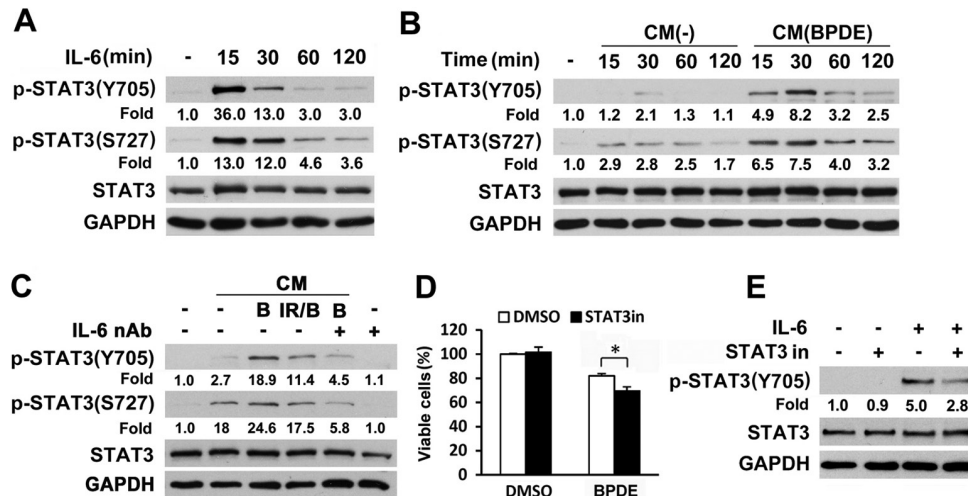 A
IL-6 (min) - 15 30 60 120
p-STAT3(Y705)
Fold 1.0 36.0 13.0 3.0 3.0
p-STAT3(S727)
Fold 1.0 13.0 12.0 4.6 3.6
STAT3
GAPDH
B
CM(-) CM(BPDE)
Time (min) - 15 30 60 120 15 30 60 120
p-STAT3(Y705)
Fold 1.0 1.2 2.1 1.3 1.1 4.9 8.2 3.2 2.5
p-STAT3(S727)
Fold 1.0 2.9 2.8 2.5 1.7 6.5 7.5 4.0 3.2
STAT3
GAPDH
C
CM
- - B IR/B B -
IL-6 nAb - - - - + +
p-STAT3(Y705)
Fold 1.0 2.7 18.9 11.4 4.5 1.1
p-STAT3(S727)
Fold 1.0 18 24.6 17.5 5.8 1.0
STAT3
GAPDH
D
DMSO STAT3in
Viable cells (%)
120
100
80
60
40
20
0
*
DMSO BPDE
E
IL-6 - - + +
STAT3 in - + - +
p-STAT3(Y705)
Fold 1.0 0.9 5.0 2.8
STAT3
GAPDH